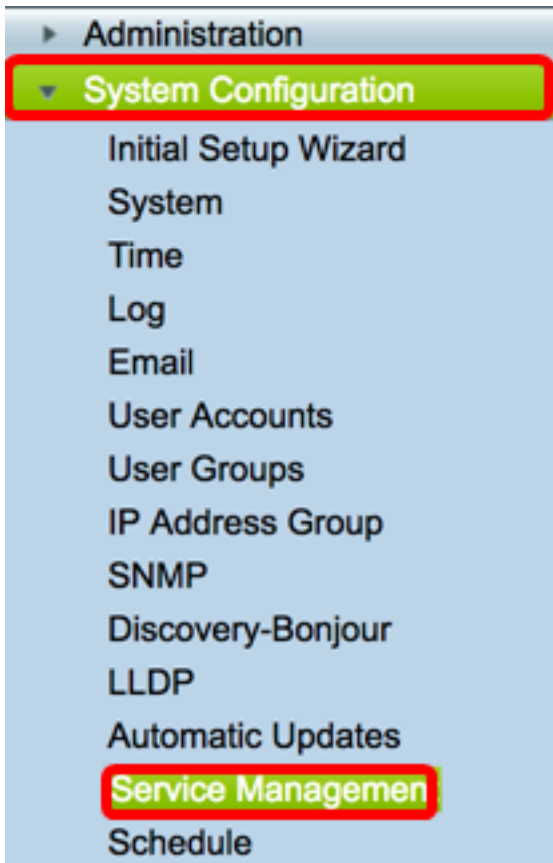 Administration
System Configuration
Initial Setup Wizard
System
Time
Log
Email
User Accounts
User Groups
IP Address Group
SNMP
Discovery-Bonjour
LLDP
Automatic Updates
Service Management
Schedule